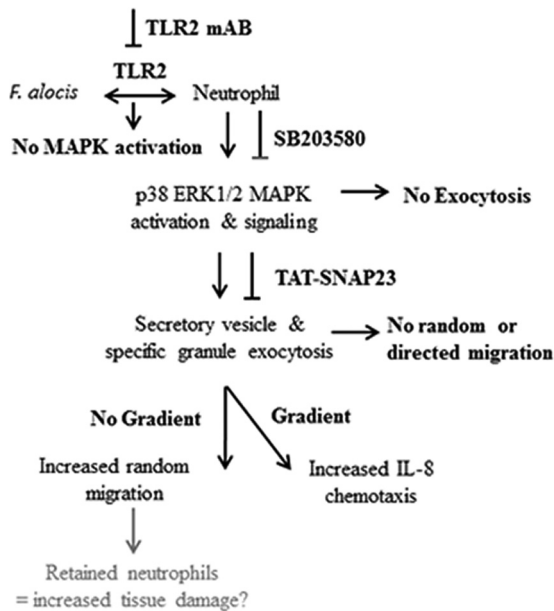 TLR2 mAB
TLR2
F. alocis
Neutrophil
No MAPK activation
SB203580
p38 ERK1/2 MAPK
activation & signaling
No Exocytosis
TAT-SNAP23
Secretory vesicle &
specific granule exocytosis
No random or
directed migration
No Gradient
Gradient
Increased random
migration
Increased IL-8
chemotaxis
Retained neutrophils
= increased tissue damage?